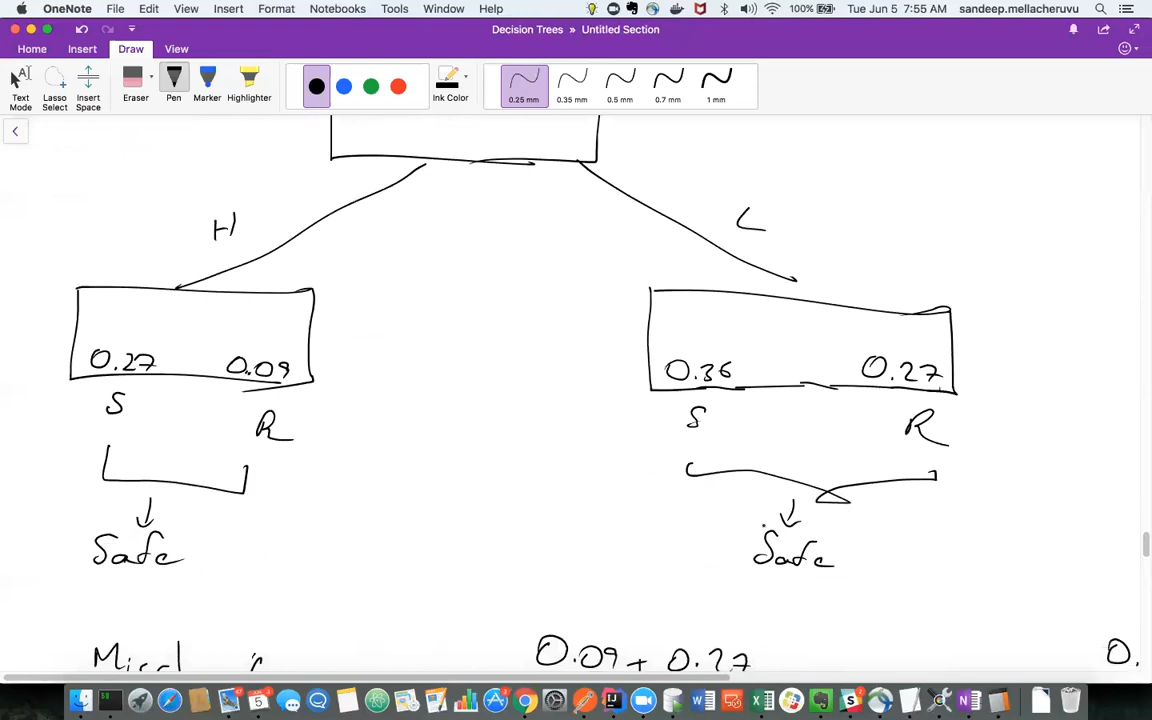 OneNote File Edit View Insert Format Notebooks Tools Window Help 100% Tue Jun 5 7:55 AM sandeep.mellacheruvu
Decision Trees » Untitled Section
Home Insert Draw View
Text Mode Lasso Select Insert Space Eraser Pen Marker Highlighter Ink Color 0.25 mm 0.35 mm 0.5 mm 0.7 mm 1 mm
H L
0.27 0.09 0.36 0.27
S R S R
Safe Safe
0.09 + 0.27 0.